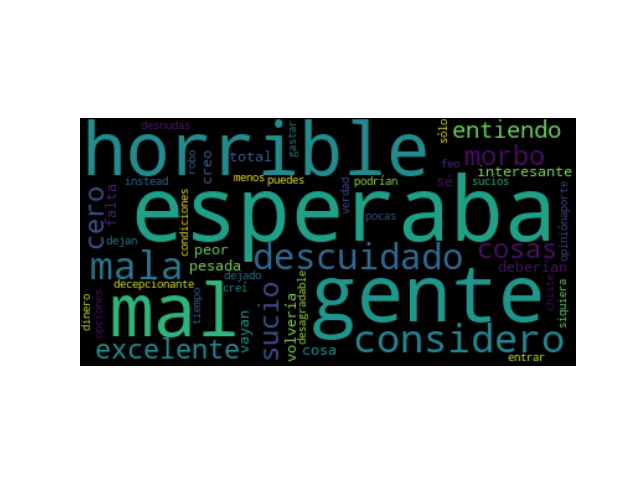 desnudas
horrible
robo
creo
total
gastar
sólo
entiendo
morbo
feo
interesante
instead
menos
puedes
verdad
podrían
sé
sucios
esperaba
cero
falta
condiciones
pocas
opiniónaporte
dejan
peor
descuidado
cosas
mala
pesada
deberían
decepcionante
dejado
creí
gente
dinero
opciones
mal
tiempo
vayan
sucio
volvería
desagradable
chiste
siquiera
considero
excelente
cosa
entrar